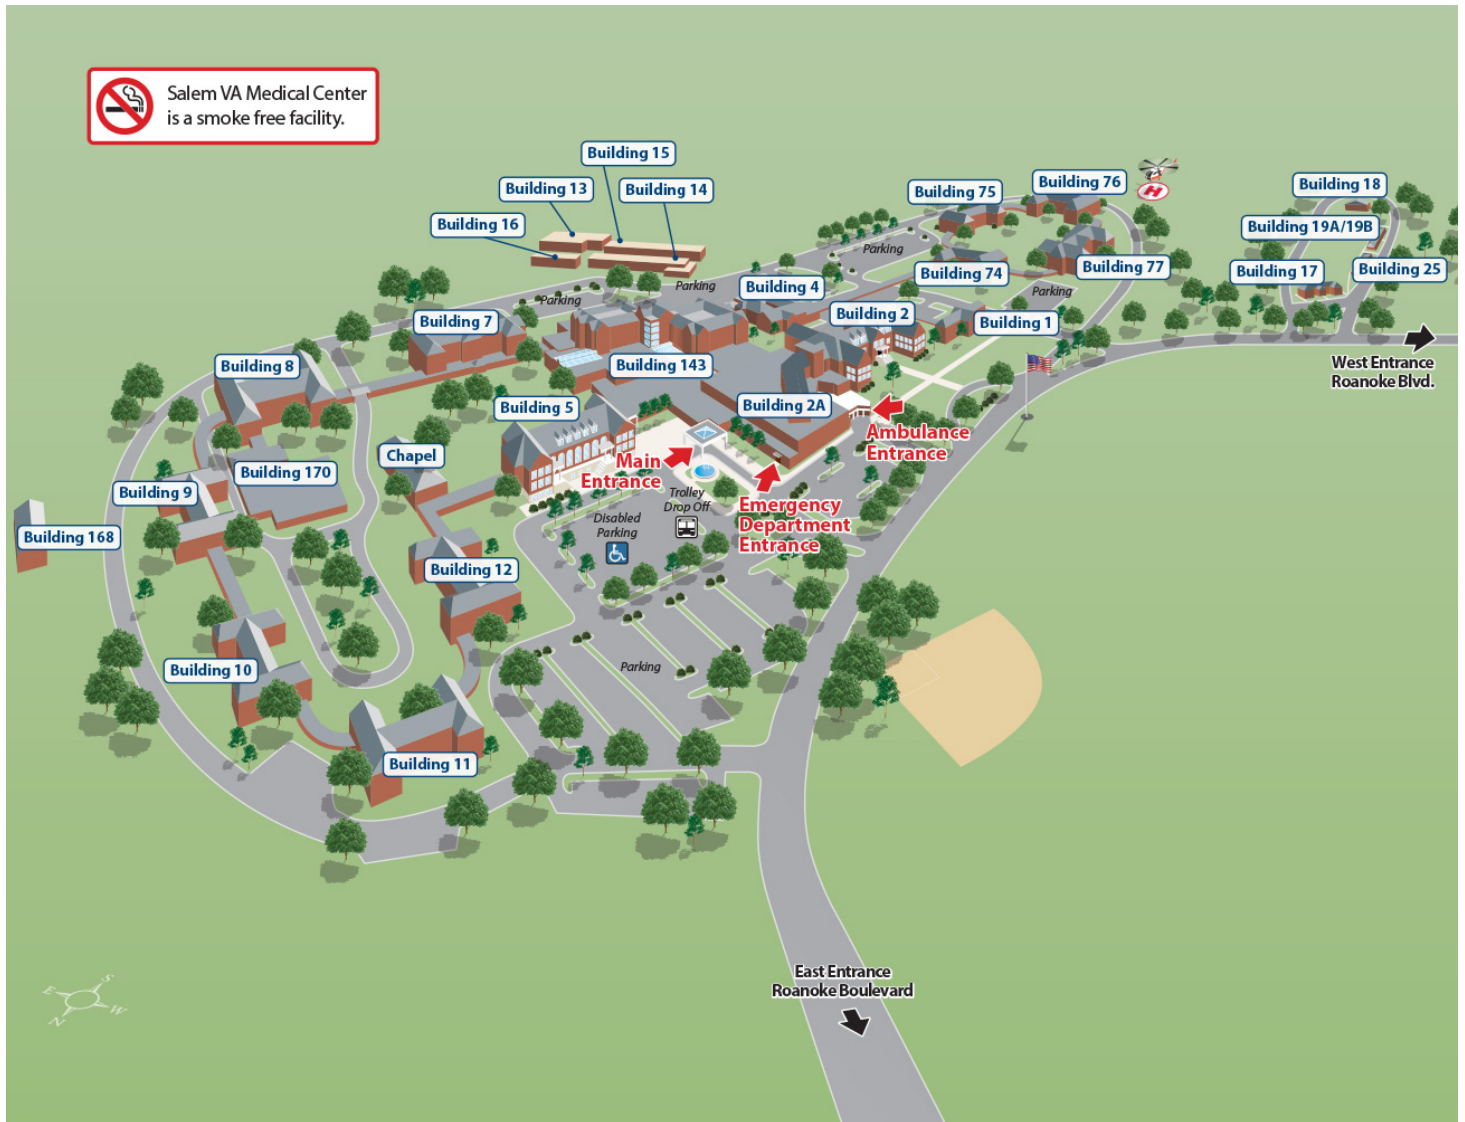 Salem VA Medical Center
is a smoke free facility.
Building 15
Building 13
Building 14
Building 16
Building 75
Building 76
H
Building 18
Building 19A/19B
Building 17
Building 25
Parking
Building 74
Building 77
Parking
Parking
Building 4
Parking
Building 7
Building 2
Building 1
West Entrance
Roanoke Blvd.
Building 8
Building 143
Building 5
Building 2A
Ambulance
Entrance
Chapel
Main
Entrance
Building 170
Building 9
Trolley
Drop Off
Emergency
Department
Entrance
Disabled
Parking
Building 168
Building 12
Building 10
Parking
Building 11
East Entrance
Roanoke Boulevard
S
E
W
N